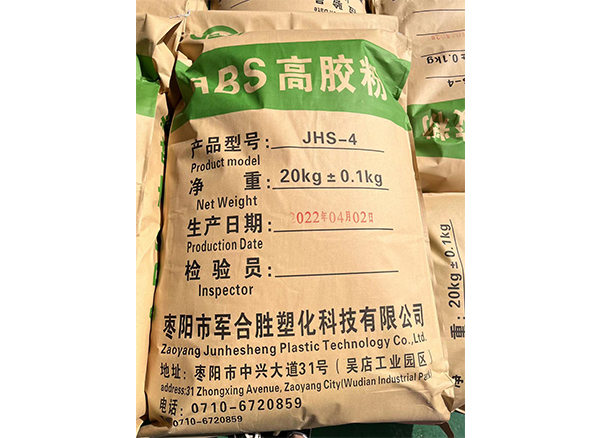 ABS高胶粉
产品型号: JHS-4
Product model
净 重: 20kg ± 0.1kg
Net Weight
生产日期: 2022年04月02日
Production Date
检 验 员:
Inspector
枣阳市军合胜塑化科技有限公司
Zaoyang Junhesheng Plastic Technology Co.,Ltd.
地址: 枣阳市中兴大道31号 (吴店工业园区
address:31 Zhongxing Avenue, Zaoyang City(Wudian Industrial Park
电话: 0710-6720859
0710-6720859
-4
± 0.1kg
重: 20kg ± 0.1kg